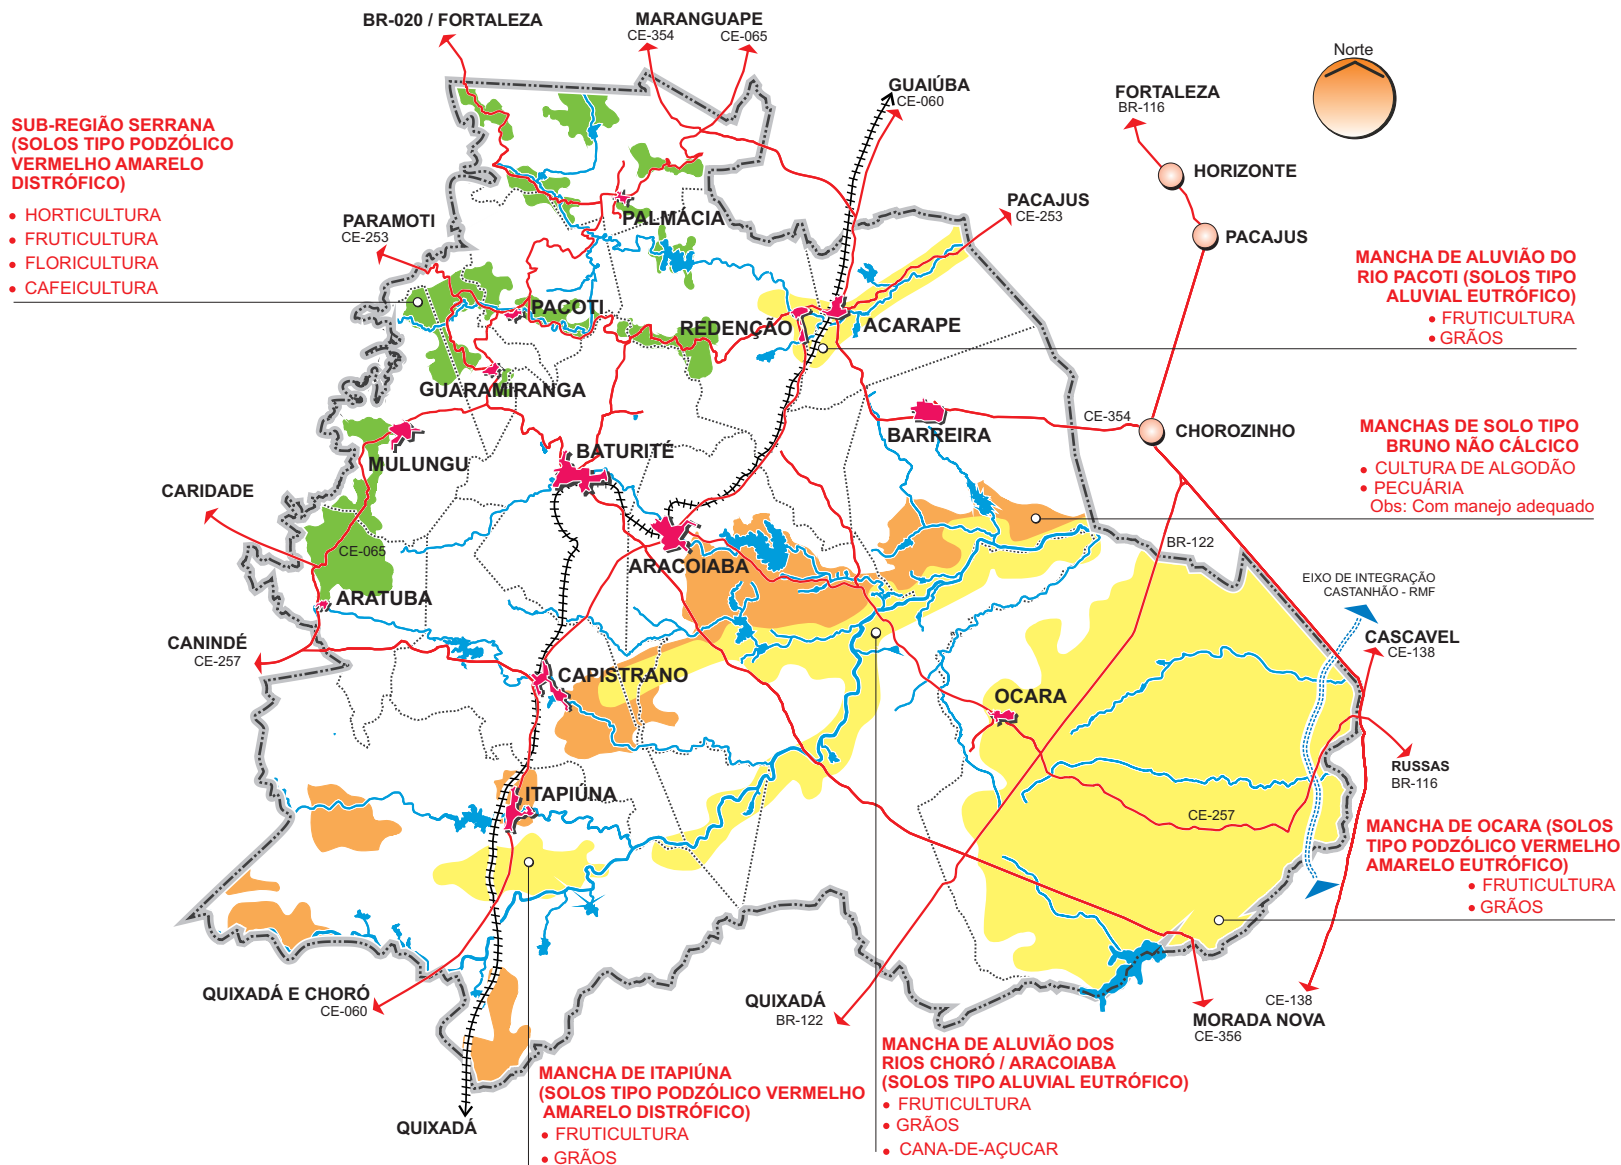 BR-020 / FORTALEZA
MARANGUAPE
CE-354
CE-065
Norte
GUAIÚBA
CE-060
FORTALEZA
BR-116
SUB-REGIÃO SERRANA
(SOLOS TIPO PODZÓLICO
VERMELHO AMARELO
DISTRÓFICO)
• HORTICULTURA
• FRUTICULTURA
• FLORICULTURA
• CAFEICULTURA
HORIZONTE
PACAJUS
CE-253
PARAMOTI
CE-253
PALMÁCIA
PACAJUS
MANCHA DE ALUVIÃO DO
RIO PACOTI (SOLOS TIPO
ALUVIAL EUTRÓFICO)
• FRUTICULTURA
• GRÃOS
PACOTI
REDENÇÃO
ACARAPE
GUARAMIRANGA
BARREIRA
CE-354
CHOROZINHO
MANCHAS DE SOLO TIPO
BRUNO NÃO CÁLCICO
• CULTURA DE ALGODÃO
• PECUÁRIA
Obs: Com manejo adequado
MULUNGU
BATURITÉ
CARIDADE
CE-065
ARACOIABA
BR-122
EIXO DE INTEGRAÇÃO
CASTANHÃO - RMF
ARATUBA
CANINDÉ
CE-257
CASCAVEL
CE-138
CAPISTRANO
OCARA
RUSSAS
BR-116
ITAPIÚNA
CE-257
MANCHA DE OCARA (SOLOS
TIPO PODZÓLICO VERMELHO
AMARELO EUTRÓFICO)
• FRUTICULTURA
• GRÃOS
QUIXADÁ E CHORÓ
CE-060
QUIXADÁ
BR-122
CE-138
MORADA NOVA
CE-356
MANCHA DE ALUVIÃO DOS
RIOS CHORÓ / ARACOIABA
(SOLOS TIPO ALUVIAL EUTRÓFICO)
• FRUTICULTURA
• GRÃOS
• CANA-DE-AÇUCAR
MANCHA DE ITAPIÚNA
(SOLOS TIPO PODZÓLICO VERMELHO
AMARELO DISTRÓFICO)
• FRUTICULTURA
• GRÃOS
QUIXADÁ